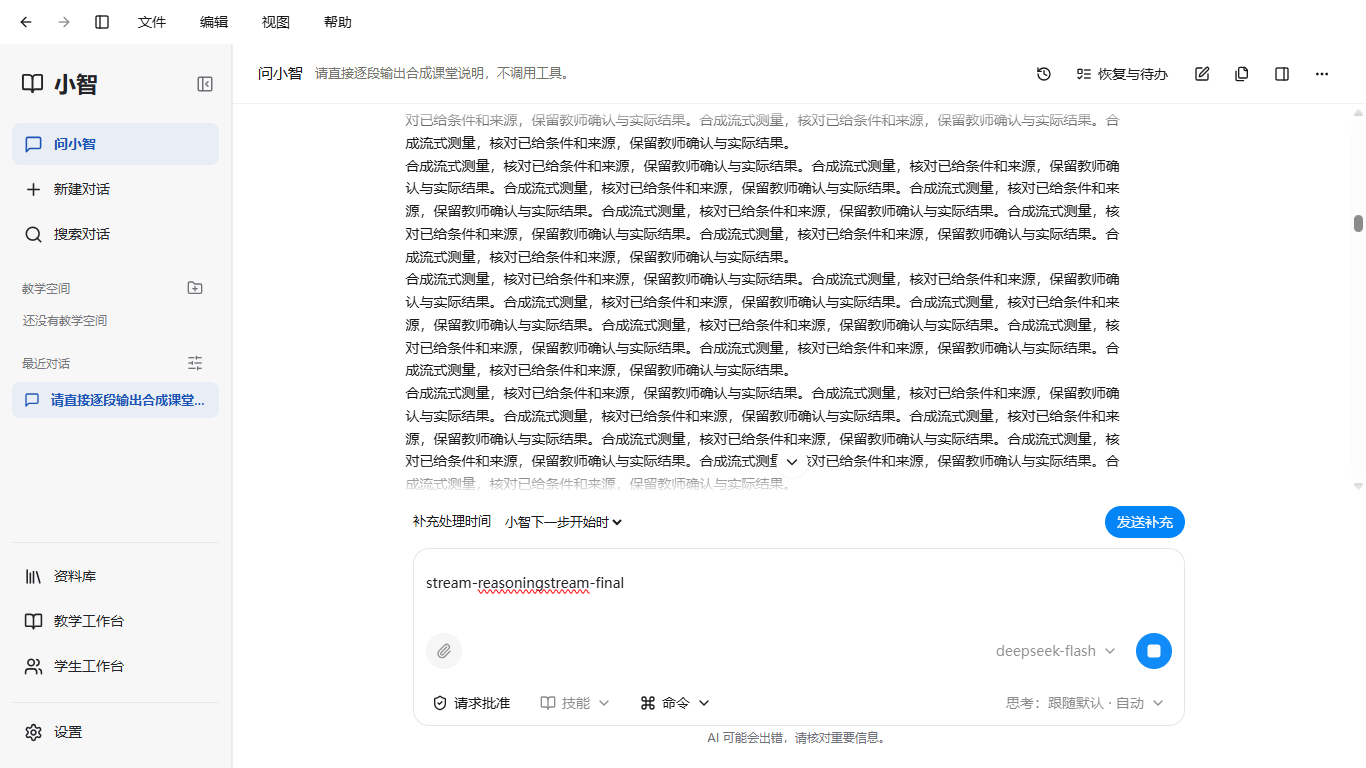 文件 编辑 视图 帮助
小智
问小智
新建对话
搜索对话
教学空间
还没有教学空间
最近对话
请直接逐段输出合成课堂...
资料库
教学工作台
学生工作台
设置
问小智 请直接逐段输出合成课堂说明，不调用工具。
恢复与待办
对已给条件和来源，保留教师确认与实际结果。合成流式测量，核对已给条件和来源，保留教师确认与实际结果。合
成流式测量，核对已给条件和来源，保留教师确认与实际结果。
合成流式测量，核对已给条件和来源，保留教师确认与实际结果。合成流式测量，核对已给条件和来源，保留教师确
认与实际结果。合成流式测量，核对已给条件和来源，保留教师确认与实际结果。合成流式测量，核对已给条件和来
源，保留教师确认与实际结果。合成流式测量，核对已给条件和来源，保留教师确认与实际结果。合成流式测量，核
对已给条件和来源，保留教师确认与实际结果。合成流式测量，核对已给条件和来源，保留教师确认与实际结果。合
成流式测量，核对已给条件和来源，保留教师确认与实际结果。
合成流式测量，核对已给条件和来源，保留教师确认与实际结果。合成流式测量，核对已给条件和来源，保留教师确
认与实际结果。合成流式测量，核对已给条件和来源，保留教师确认与实际结果。合成流式测量，核对已给条件和来
源，保留教师确认与实际结果。合成流式测量，核对已给条件和来源，保留教师确认与实际结果。合成流式测量，核
对已给条件和来源，保留教师确认与实际结果。合成流式测量，核对已给条件和来源，保留教师确认与实际结果。合
成流式测量，核对已给条件和来源，保留教师确认与实际结果。
合成流式测量，核对已给条件和来源，保留教师确认与实际结果。合成流式测量，核对已给条件和来源，保留教师确
认与实际结果。合成流式测量，核对已给条件和来源，保留教师确认与实际结果。合成流式测量，核对已给条件和来
源，保留教师确认与实际结果。合成流式测量，核对已给条件和来源，保留教师确认与实际结果。合成流式测量，核
对已给条件和来源，保留教师确认与实际结果。合成流式测 对已给条件和来源，保留教师确认与实际结果。合
成流式测量，核对已给条件和来源，保留教师确认与实际结果。
补充处理时间 小智下一步开始时 发送补充
stream-reasoningstream-final
deepseek-flash
请求批准 技能 命令 思考：跟随默认 · 自动
AI 可能会出错，请核对重要信息。